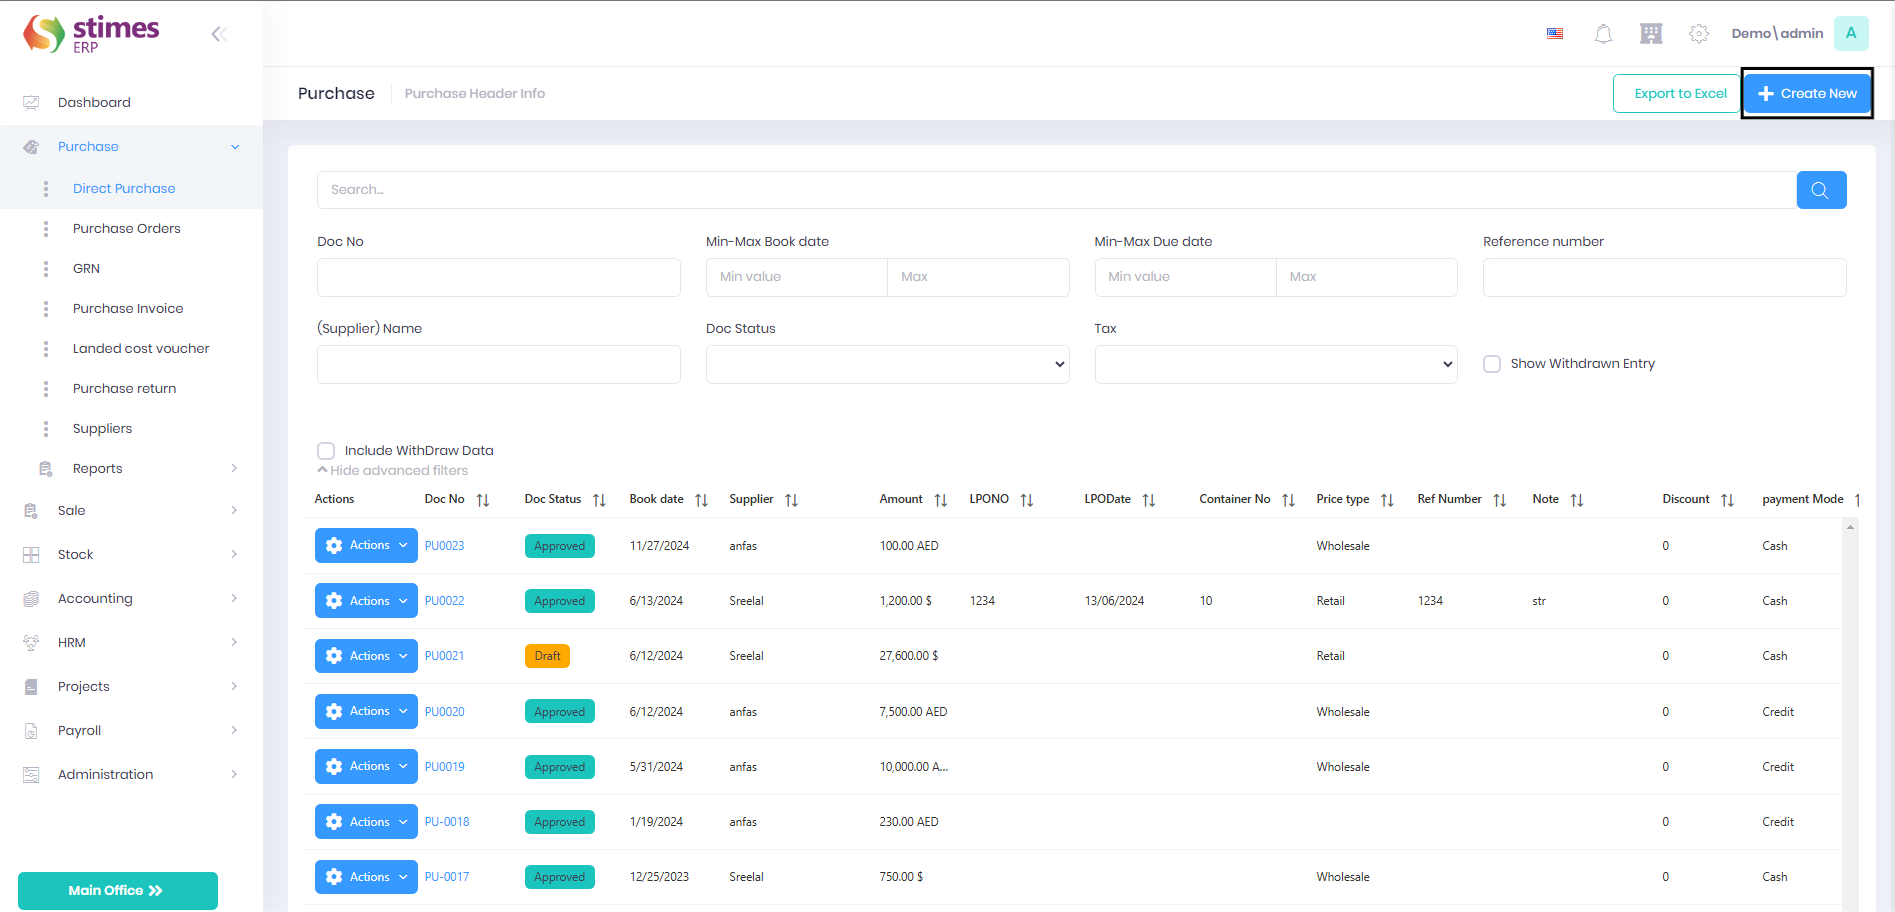 stimes
ERP
Demo\admin
A
Dashboard
Purchase
Direct Purchase
Purchase Orders
GRN
Purchase Invoice
Landed cost voucher
Purchase return
Suppliers
Reports
Sale
Stock
Accounting
HRM
Projects
Payroll
Administration
Main Office
Purchase Purchase Header Info
Export to Excel Create New
Search...
Doc No Min-Max Book date Min-Max Due date Reference number
Min value Max Min value Max
(Supplier) Name Doc Status Tax
Show Withdrawn Entry
Include WithDraw Data
Hide advanced filters
Actions Doc No Doc Status Book date Supplier Amount LPONO LPODate Container No Price type Ref Number Note Discount payment Mode
Actions PU0023 Approved 11/27/2024 anfas 100.00 AED Wholesale 0 Cash
Actions PU0022 Approved 6/13/2024 Sreelal 1,200.00 $ 1234 13/06/2024 10 Retail 1234 str 0 Cash
Actions PU0021 Draft 6/12/2024 Sreelal 27,600.00 $ Retail 0 Cash
Actions PU0020 Approved 6/12/2024 anfas 7,500.00 AED Wholesale 0 Credit
Actions PU0019 Approved 5/31/2024 anfas 10,000.00 A... Wholesale 0 Credit
Actions PU-0018 Approved 1/19/2024 anfas 230.00 AED 0 Credit
Actions PU-0017 Approved 12/25/2023 Sreelal 750.00 $ Wholesale 0 Cash